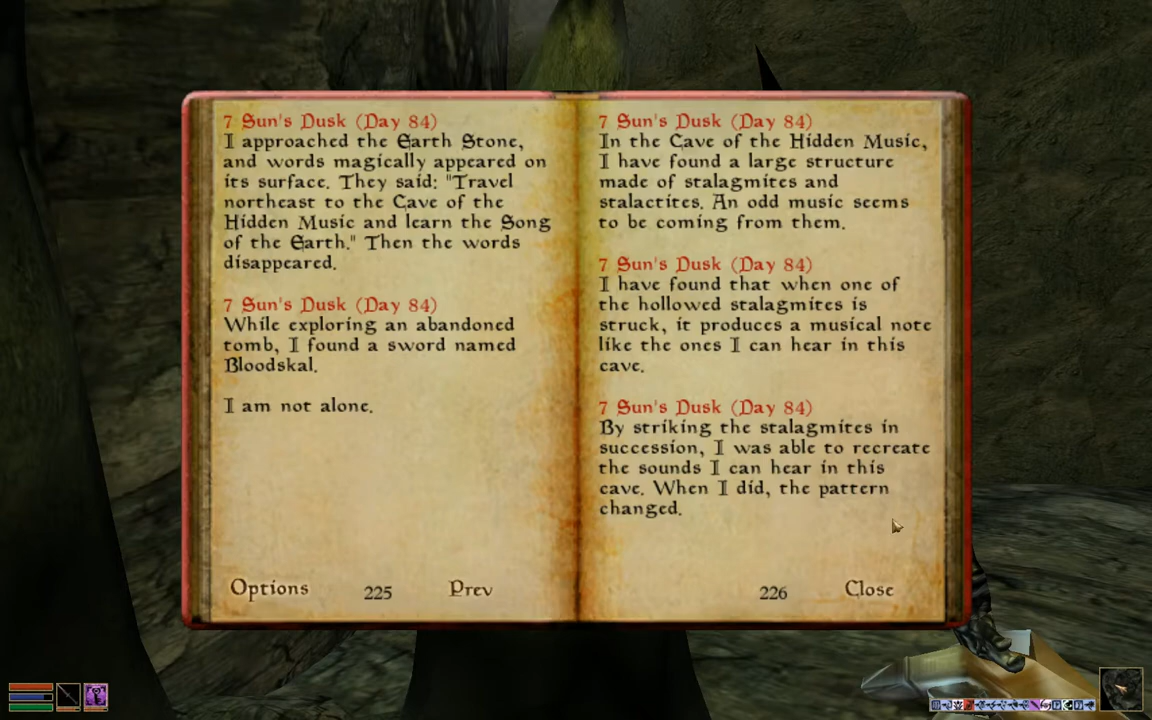 7 Sun's Dusk (Day 84)
I approached the Earth Stone,
and words magically appeared on
its surface. They said: "Travel
northeast to the Cave of the
Hidden Music and learn the Song
of the Earth." Then the words
disappeared.
7 Sun's Dusk (Day 84)
While exploring an abandoned
tomb, I found a sword named
Bloodskal.
I am not alone.
Options
225
Prev
7 Sun's Dusk (Day 84)
In the Cave of the Hidden Music,
I have found a large structure
made of stalagmites and
stalactites. An odd music seems
to be coming from them.
7 Sun's Dusk (Day 84)
I have found that when one of
the hollowed stalagmites is
struck, it produces a musical note
like the ones I can hear in this
cave.
7 Sun's Dusk (Day 84)
By striking the stalagmites in
succession, I was able to recreate
the sounds I can hear in this
cave. When I did, the pattern
changed.
226
Close